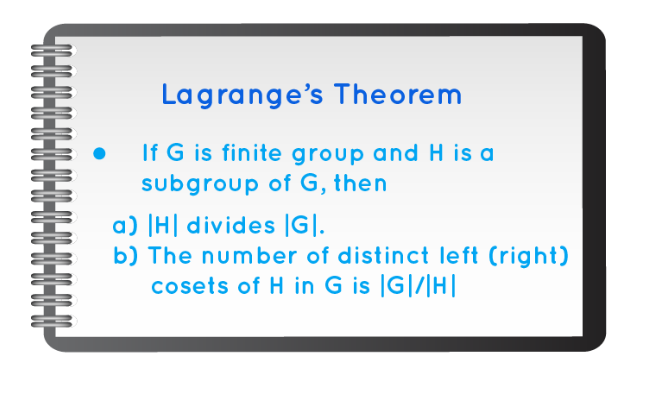 Lagrange's Theorem
• If G is finite group and H is a
subgroup of G, then
a) |H| divides |G|.
b) The number of distinct left (right)
cosets of H in G is |G|/|H|